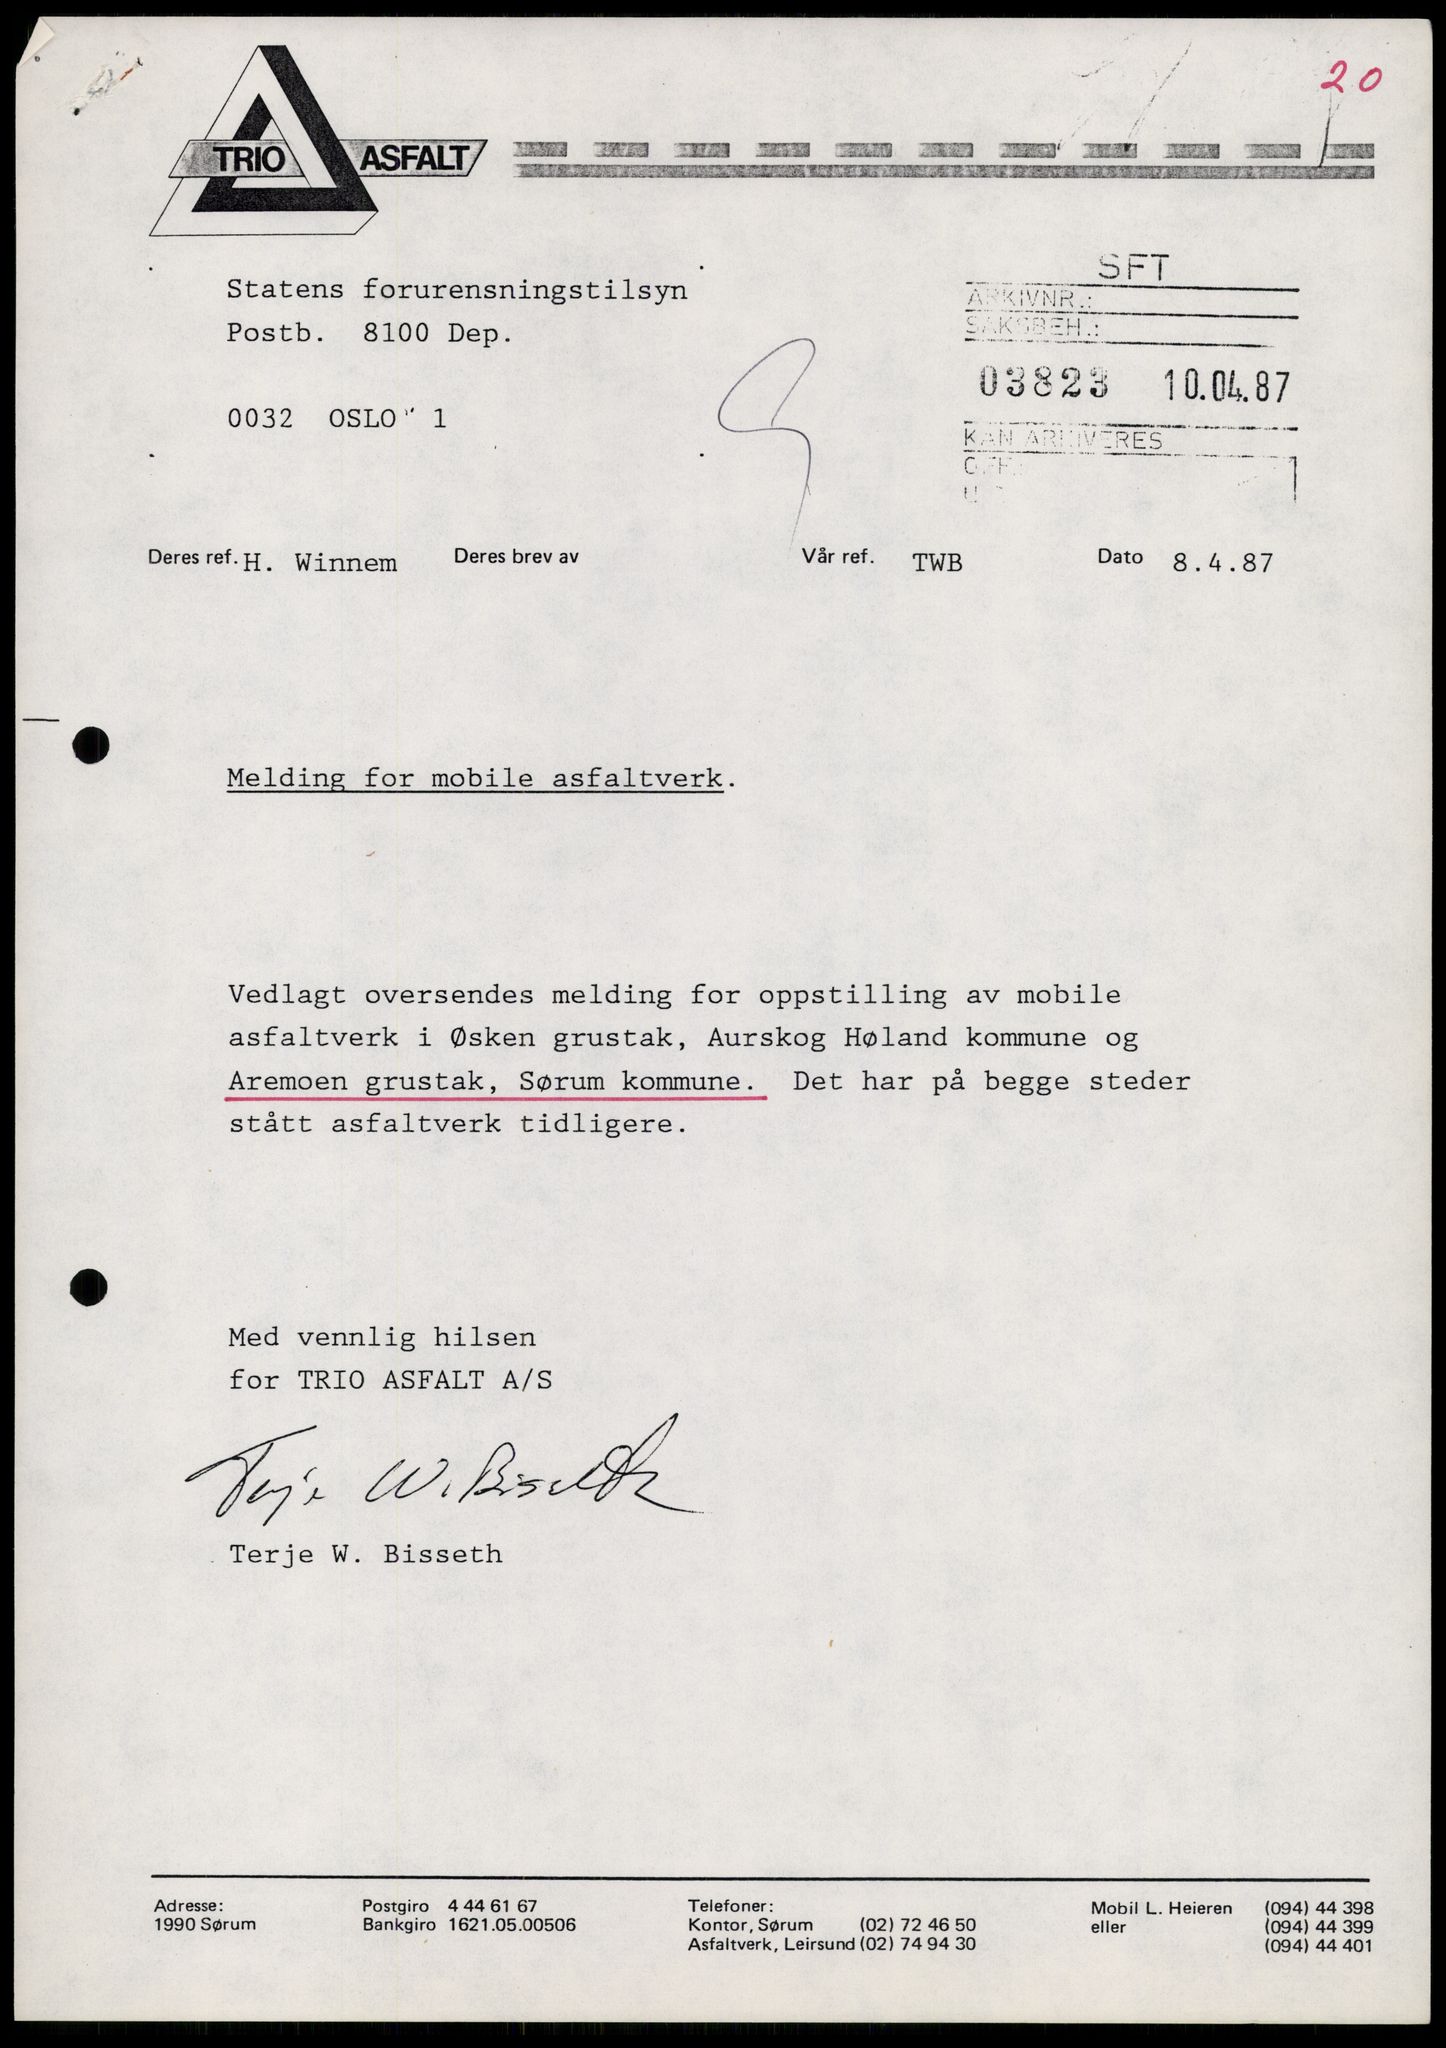 20
TRIO ASFALT
Statens forurensningstilsyn
Postb. 8100 Dep.
0032 OSLO 1
SFT
ARKIVNR.:
SAKSBEH.:
03823 10.04.87
KAN ARKIVERES
Deres ref. H. Winnem Deres brev av Vår ref. TWB Dato 8.4.87
Melding for mobile asfaltverk.
Vedlagt oversendes melding for oppstilling av mobile
asfaltverk i Øsken grustak, Aurskog Høland kommune og
Aremoen grustak, Sørum kommune. Det har på begge steder
stått asfaltverk tidligere.
Med vennlig hilsen
for TRIO ASFALT A/S
Terje W. Bisseth
Terje W. Bisseth
Adresse:
1990 Sørum
Postgiro 4 44 61 67
Bankgiro 1621.05.00506
Telefoner:
Kontor, Sørum (02) 72 46 50
Asfaltverk, Leirsund (02) 74 94 30
Mobil L. Heieren (094) 44 398
eller (094) 44 399
(094) 44 401